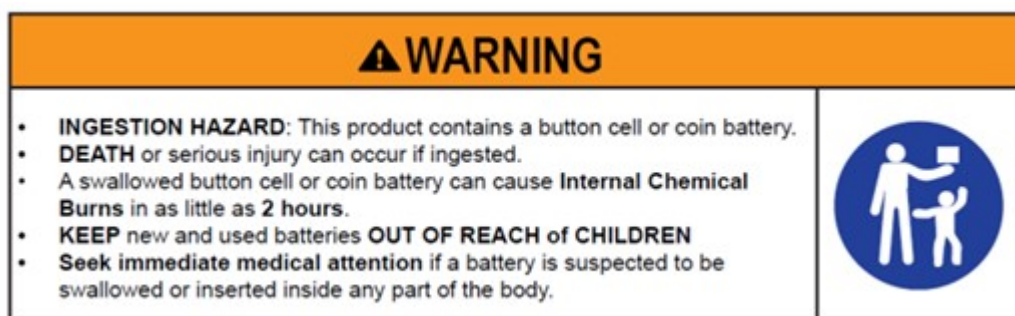 WARNING
• INGESTION HAZARD: This product contains a button cell or coin battery.
• DEATH or serious injury can occur if ingested.
• A swallowed button cell or coin battery can cause Internal Chemical
Burns in as little as 2 hours.
• KEEP new and used batteries OUT OF REACH of CHILDREN
• Seek immediate medical attention if a battery is suspected to be
swallowed or inserted inside any part of the body.